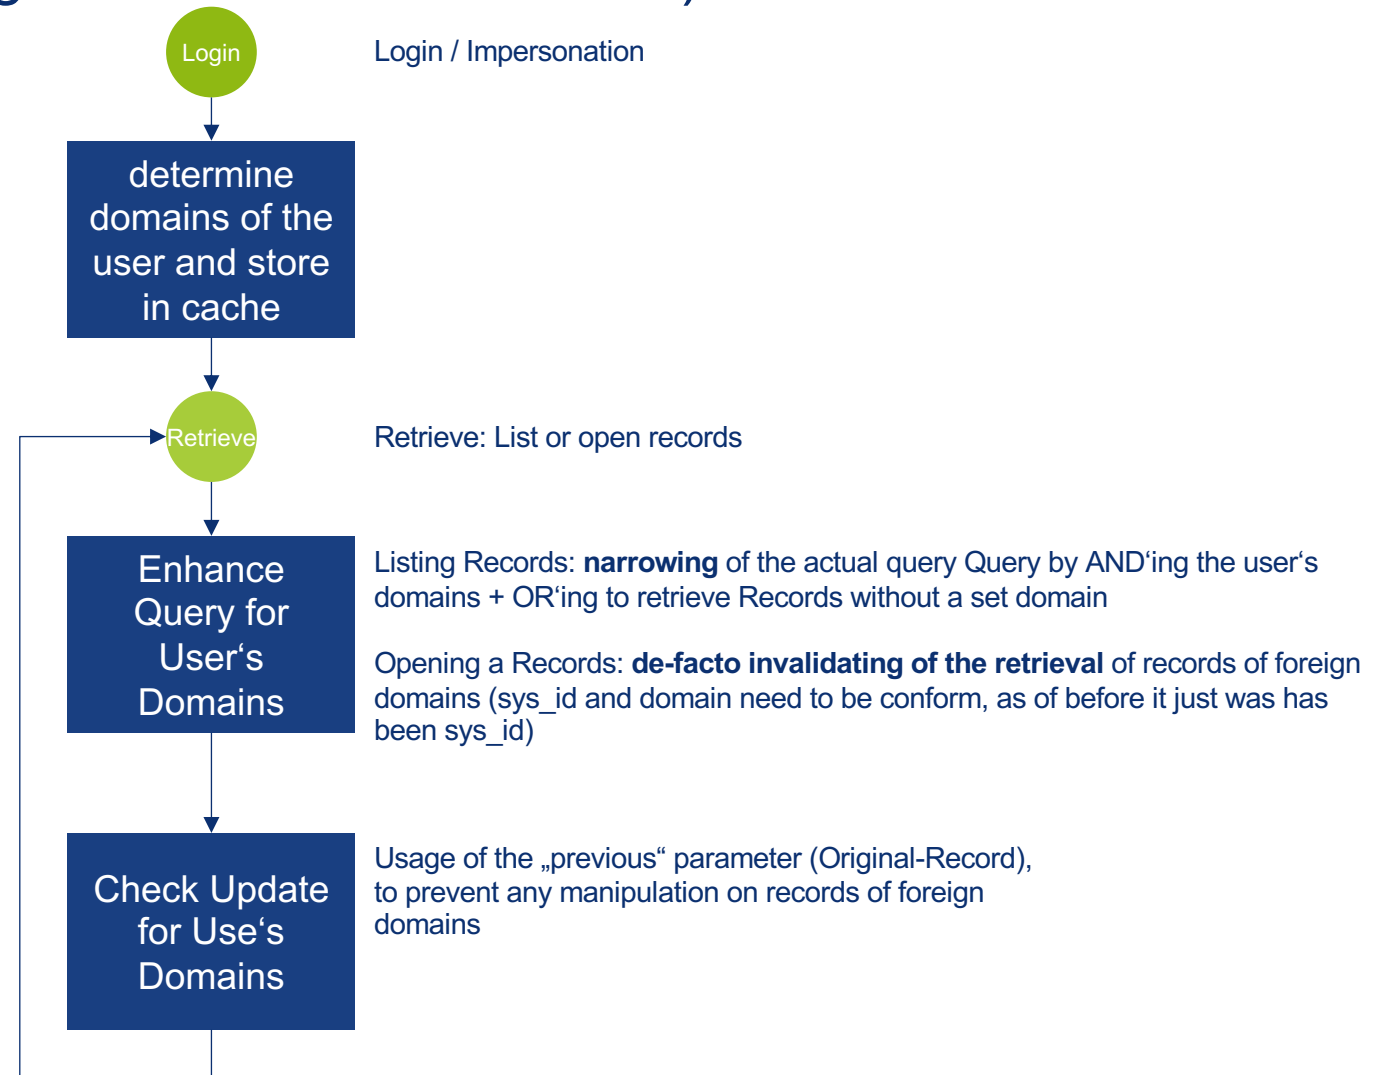 Login
Login / Impersonation
determine
domains of the
user and store
in cache
Retrieve
Retrieve: List or open records
Enhance
Query for
User‘s
Domains
Listing Records: narrowing of the actual query Query by AND‘ing the user‘s
domains + OR‘ing to retrieve Records without a set domain
Opening a Records: de-facto invalidating of the retrieval of records of foreign
domains (sys_id and domain need to be conform, as of before it just was has
been sys_id)
Check Update
for Use‘s
Domains
Usage of the „previous“ parameter (Original-Record),
to prevent any manipulation on records of foreign
domains